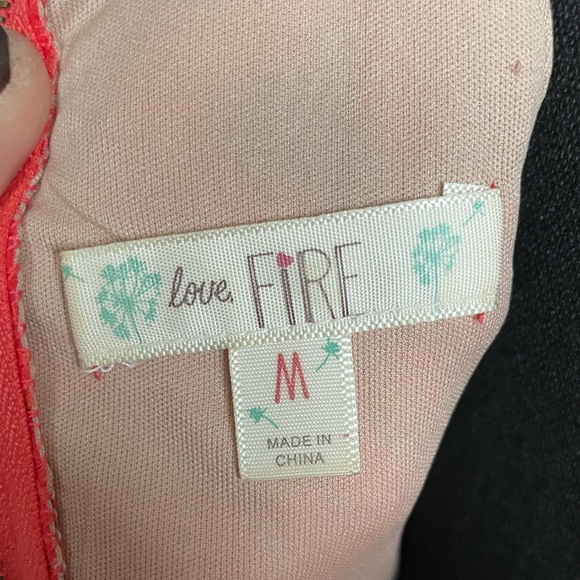 love, FiRE
M
MADE IN
CHINA